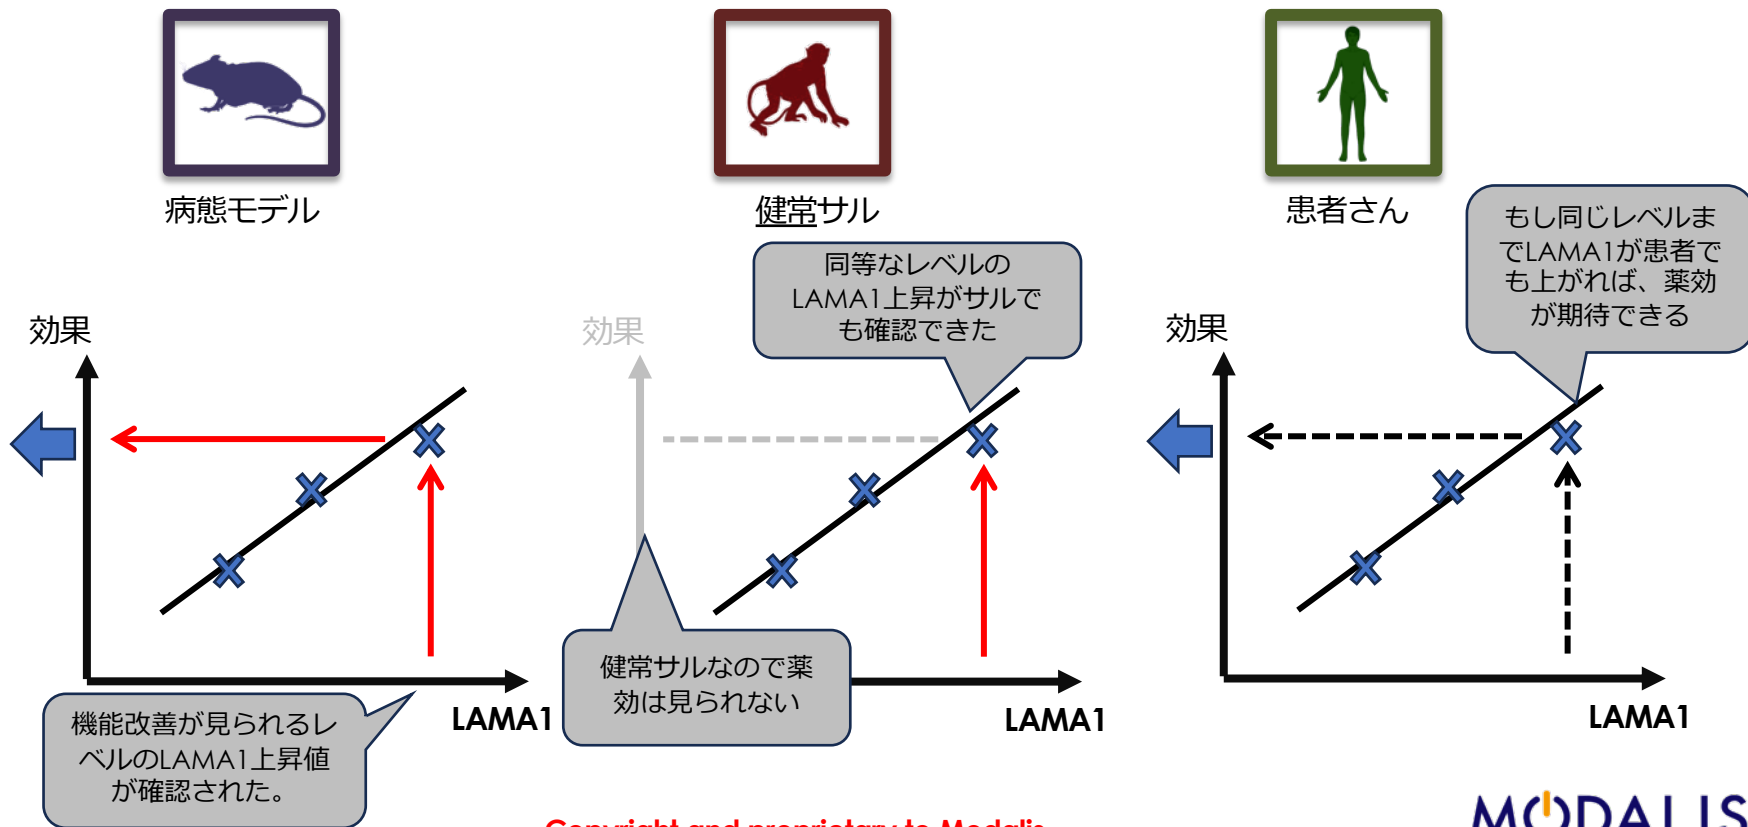 病態モデル
健常サル
患者さん
もし同じレベルま
でLAMA1が患者で
も上がれば、薬効
が期待できる
同等なレベルの
LAMA1上昇がサルで
も確認できた
効果
効果
効果
健常サルなので薬
効は見られない
機能改善が見られるレ
ベルのLAMA1上昇値
が確認された。
LAMA1
LAMA1
LAMA1
Copyright and proprietary to Modalis
MODALIS